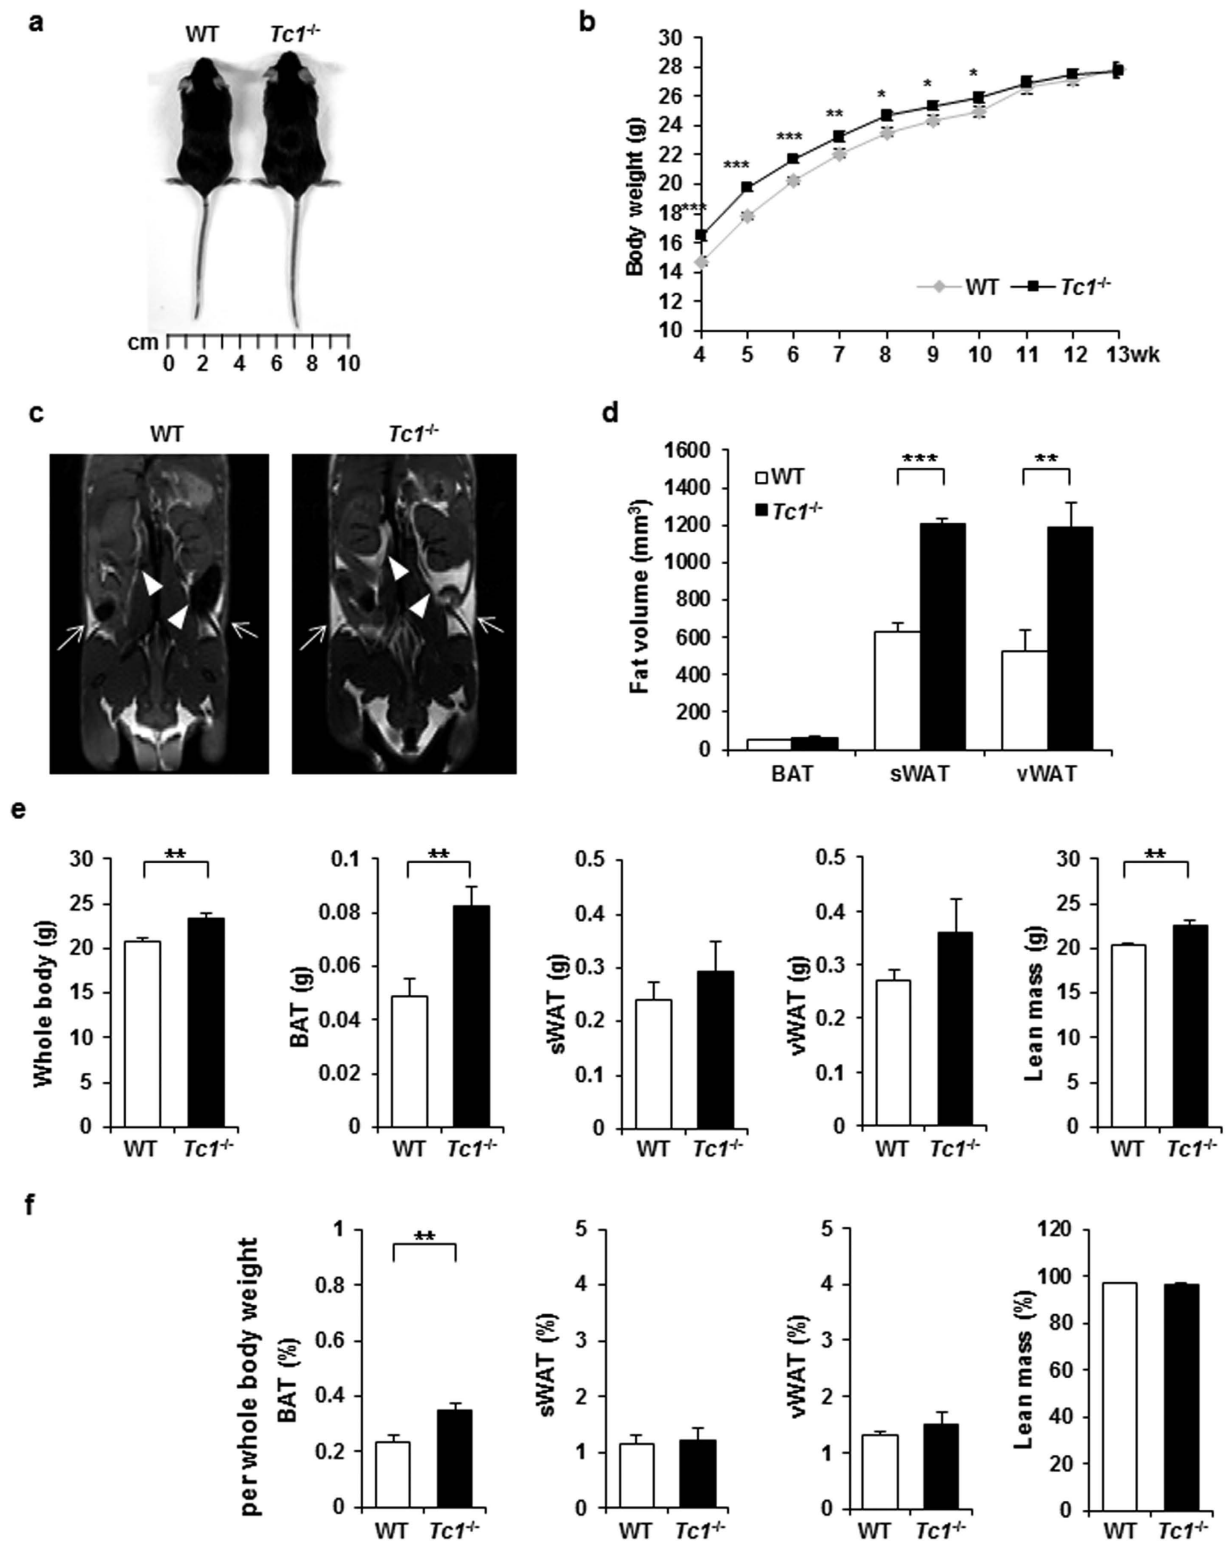 a
WT Tc1-/-
cm
0 2 4 6 8 10
b
Body weight (g)
30
28
26
24
22
20
18
16
14
12
10
*** *** *** ** * * *
WT Tc1-/-
4 5 6 7 8 9 10 11 12 13wk
c
WT Tc1-/-
d
Fat volume (mm3)
1600
1400
1200
1000
800
600
400
200
0
WT
Tc1-/-
*** **
BAT sWAT vWAT
e
Whole body (g)
30
25
20
15
10
5
0
**
WT Tc1-/-
BAT (g)
0.1
0.08
0.06
0.04
0.02
0
**
WT Tc1-/-
sWAT (g)
0.5
0.4
0.3
0.2
0.1
0
WT Tc1-/-
vWAT (g)
0.5
0.4
0.3
0.2
0.1
0
WT Tc1-/-
Lean mass (g)
30
25
20
15
10
5
0
**
WT Tc1-/-
f
per whole body weight
BAT (%)
1
0.8
0.6
0.4
0.2
0
**
WT Tc1-/-
sWAT (%)
5
4
3
2
1
0
WT Tc1-/-
vWAT (%)
5
4
3
2
1
0
WT Tc1-/-
Lean mass (%)
120
100
80
60
40
20
0
WT Tc1-/-